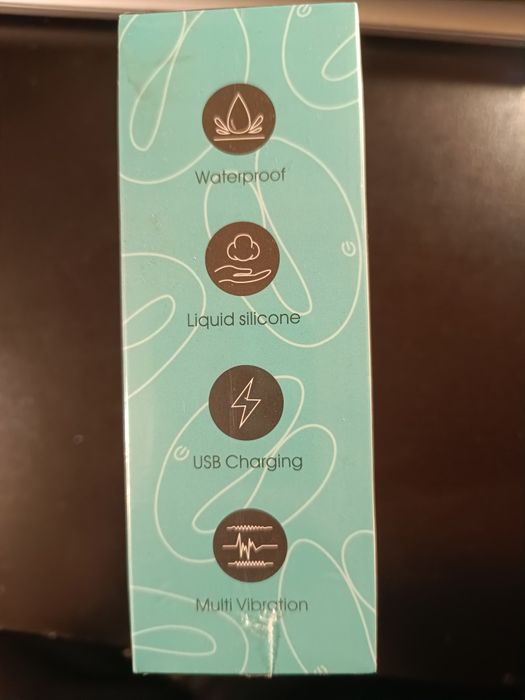 Waterproof
Liquid silicone
USB Charging
Multi Vibration